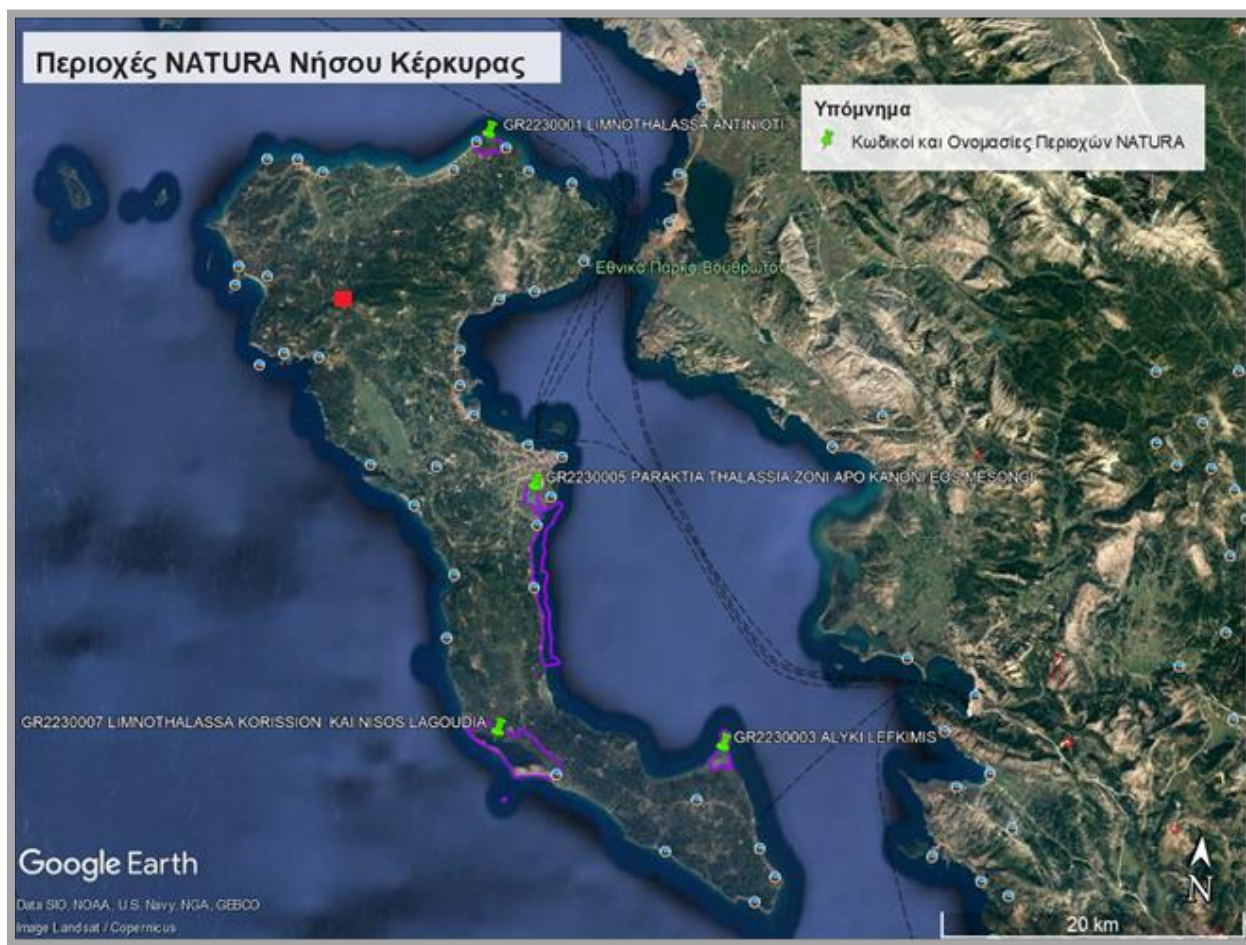 Περιοχές NATURA Νήσου Κέρκυρας
Υπόμνημα
Κωδικοί και Ονομασίες Περιοχών NATURA
GR2230001 LIMNOTHALASSA ANTINIOTI
Εθνικό Πάρκο Βουθρωτού
GR2230005 PARAKTIA THALASSIA ZONI APO KANONI EOS MESONGI
GR2230007 LIMNOTHALASSA KORISSION KAI NISOS LAGOUDIA
GR2230003 ALYKI LEFKIMIS
Google Earth
Data SIO, NOAA, U.S. Navy, NGA, GEBCO
Image Landsat / Copernicus
N
20 km